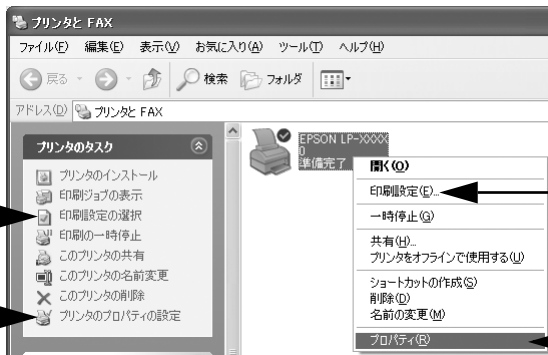 プリンタと FAX
ファイル(F) 編集(E) 表示(V) お気に入り(A) ツール(T) ヘルプ(H)
戻る 検索 フォルダ
アドレス(D) プリンタと FAX
プリンタのタスク
プリンタのインストール
印刷ジョブの表示
印刷設定の選択
印刷の一時停止
このプリンタの共有
このプリンタの名前変更
このプリンタの削除
プリンタのプロパティの設定
EPSON LP-XXXX
0
準備完了
開く(O)
印刷設定(E)...
一時停止(G)
共有(H)...
プリンタをオフラインで使用する(U)
ショートカットの作成(S)
削除(D)
名前の変更(M)
プロパティ(R)